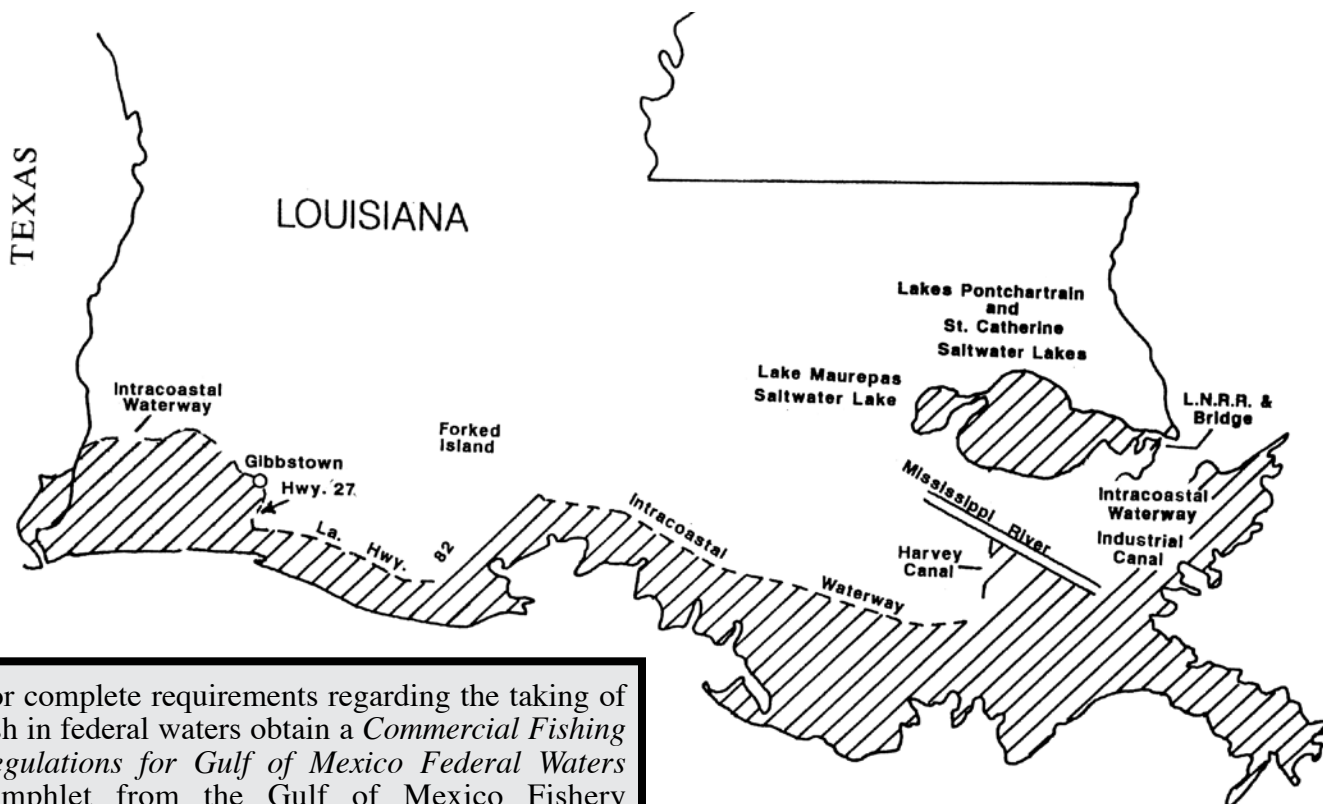 TEXAS
LOUISIANA
Lakes Pontchartrain
and
St. Catherine
Saltwater Lakes
Lake Maurepas
Saltwater Lake
L.N.R.R. &
Bridge
Intracoastal
Waterway
Forked
Island
Gibbstown
Hwy. 27
La. Hwy. 82
Intracoastal Waterway
Mississippi River
Harvey
Canal
Intracoastal
Waterway
Industrial
Canal
or complete requirements regarding the taking of
sh in federal waters obtain a Commercial Fishing
egulations for Gulf of Mexico Federal Waters
mphlet from the Gulf of Mexico Fishery